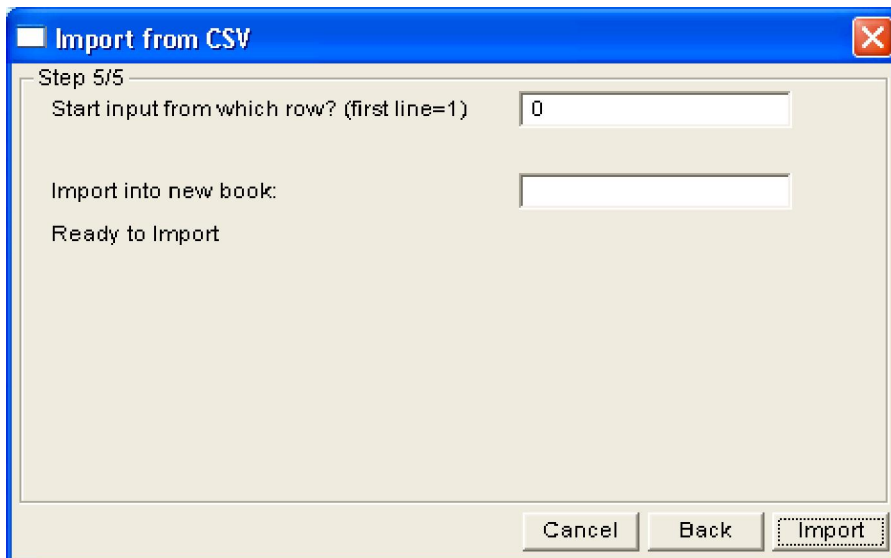 Import from CSV
Step 5/5
Start input from which row? (first line=1) 0
Import into new book:
Ready to Import
Cancel Back Import